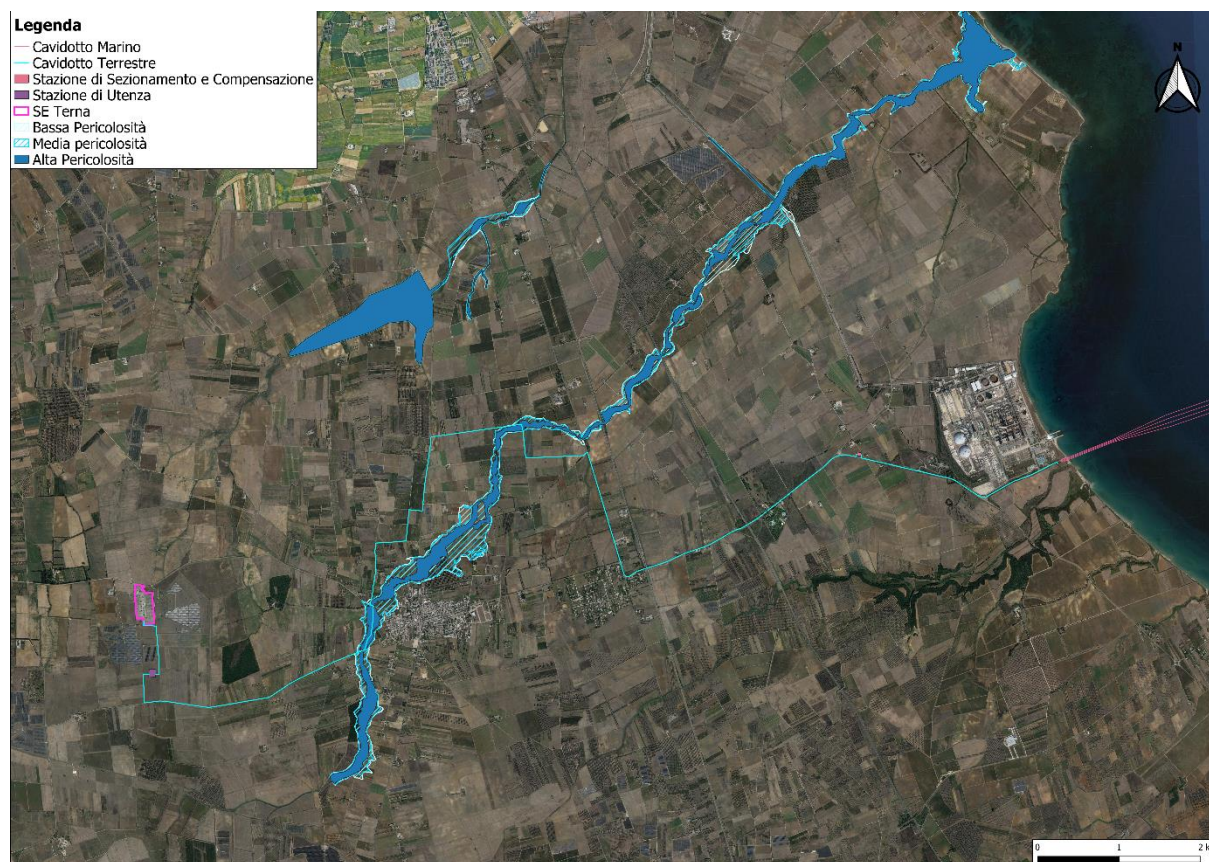 Legenda
Cavidotto Marino
Cavidotto Terrestre
Stazione di Sezionamento e Compensazione
Stazione di Utenza
SE Terna
Bassa Pericolosità
Media pericolosità
Alta Pericolosità
N
0 1 2 k